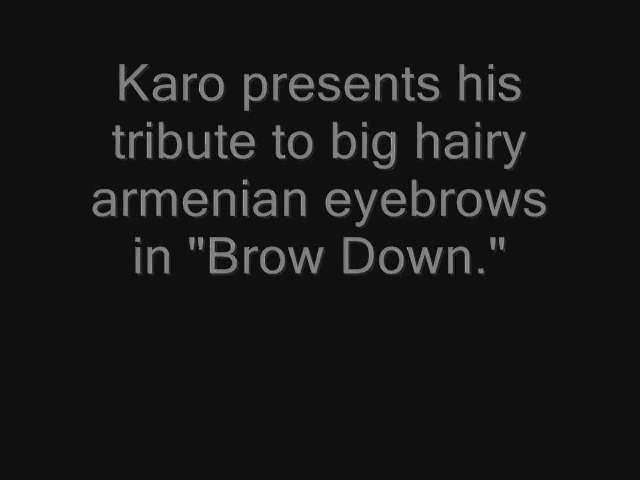 Karo presents his
tribute to big hairy
armenian eyebrows
in "Brow Down."